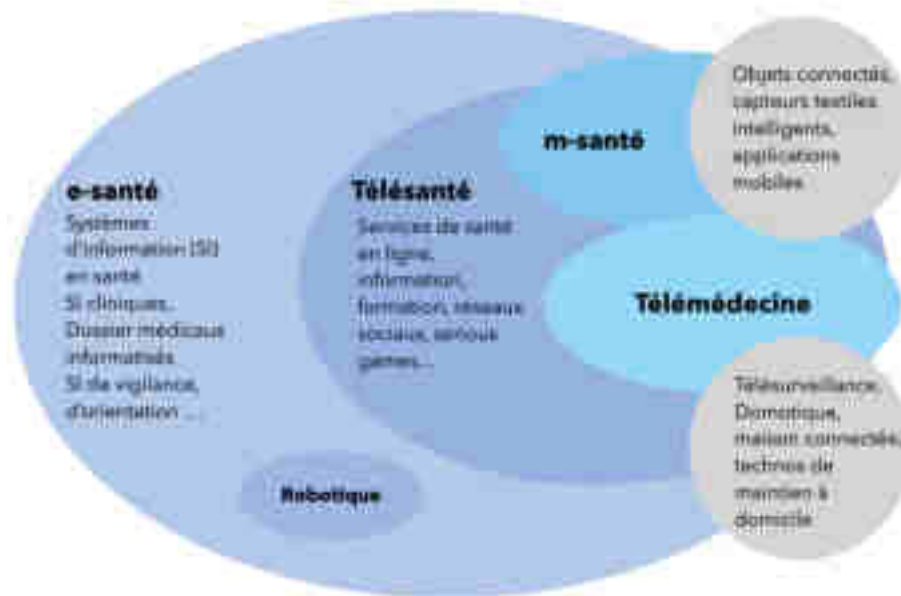 e-santé
Systèmes
d'information (SI)
en santé
SI cliniques,
Dossier médicaux
informatisés
SI de vigilance,
d'orientation ...
Télésanté
Services de santé
en ligne,
information,
formation, réseaux
sociaux, serious
games...
m-santé
Objets connectés,
capteurs textiles
intelligents,
applications
mobiles
Télémédecine
Télésurveillance,
Domotique,
maison connectés,
technos de
maintien à
domicile
Robotique